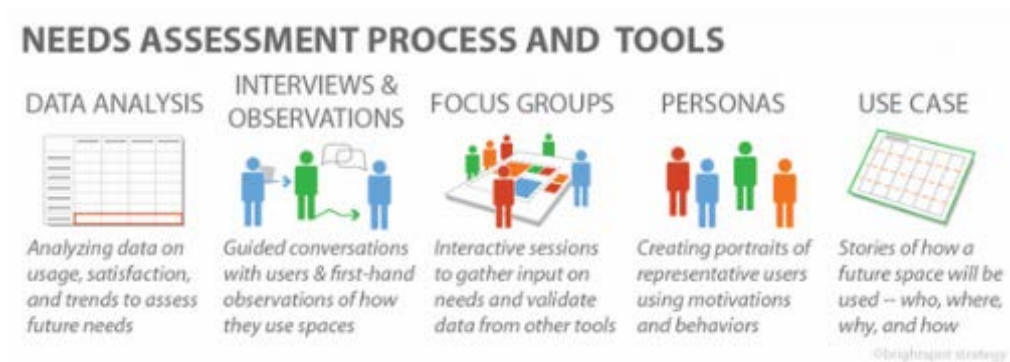 NEEDS ASSESSMENT PROCESS AND TOOLS
DATA ANALYSIS
Analyzing data on
usage, satisfaction,
and trends to assess
future needs
INTERVIEWS &
OBSERVATIONS
Guided conversations
with users & first-hand
observations of how
they use spaces
FOCUS GROUPS
Interactive sessions
to gather input on
needs and validate
data from other tools
PERSONAS
Creating portraits of
representative users
using motivations
and behaviors
USE CASE
Stories of how a
future space will be
used -- who, where,
why, and how
©brightspot strategy